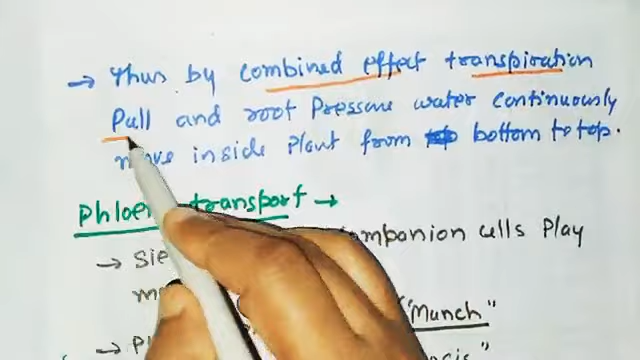 → Thus by combined effect transpiration
Pull and root Pressure water continuously
move inside Plant from bottom to top.
Phloem transport →
→ Sie companion cells Play
"Munch"
→